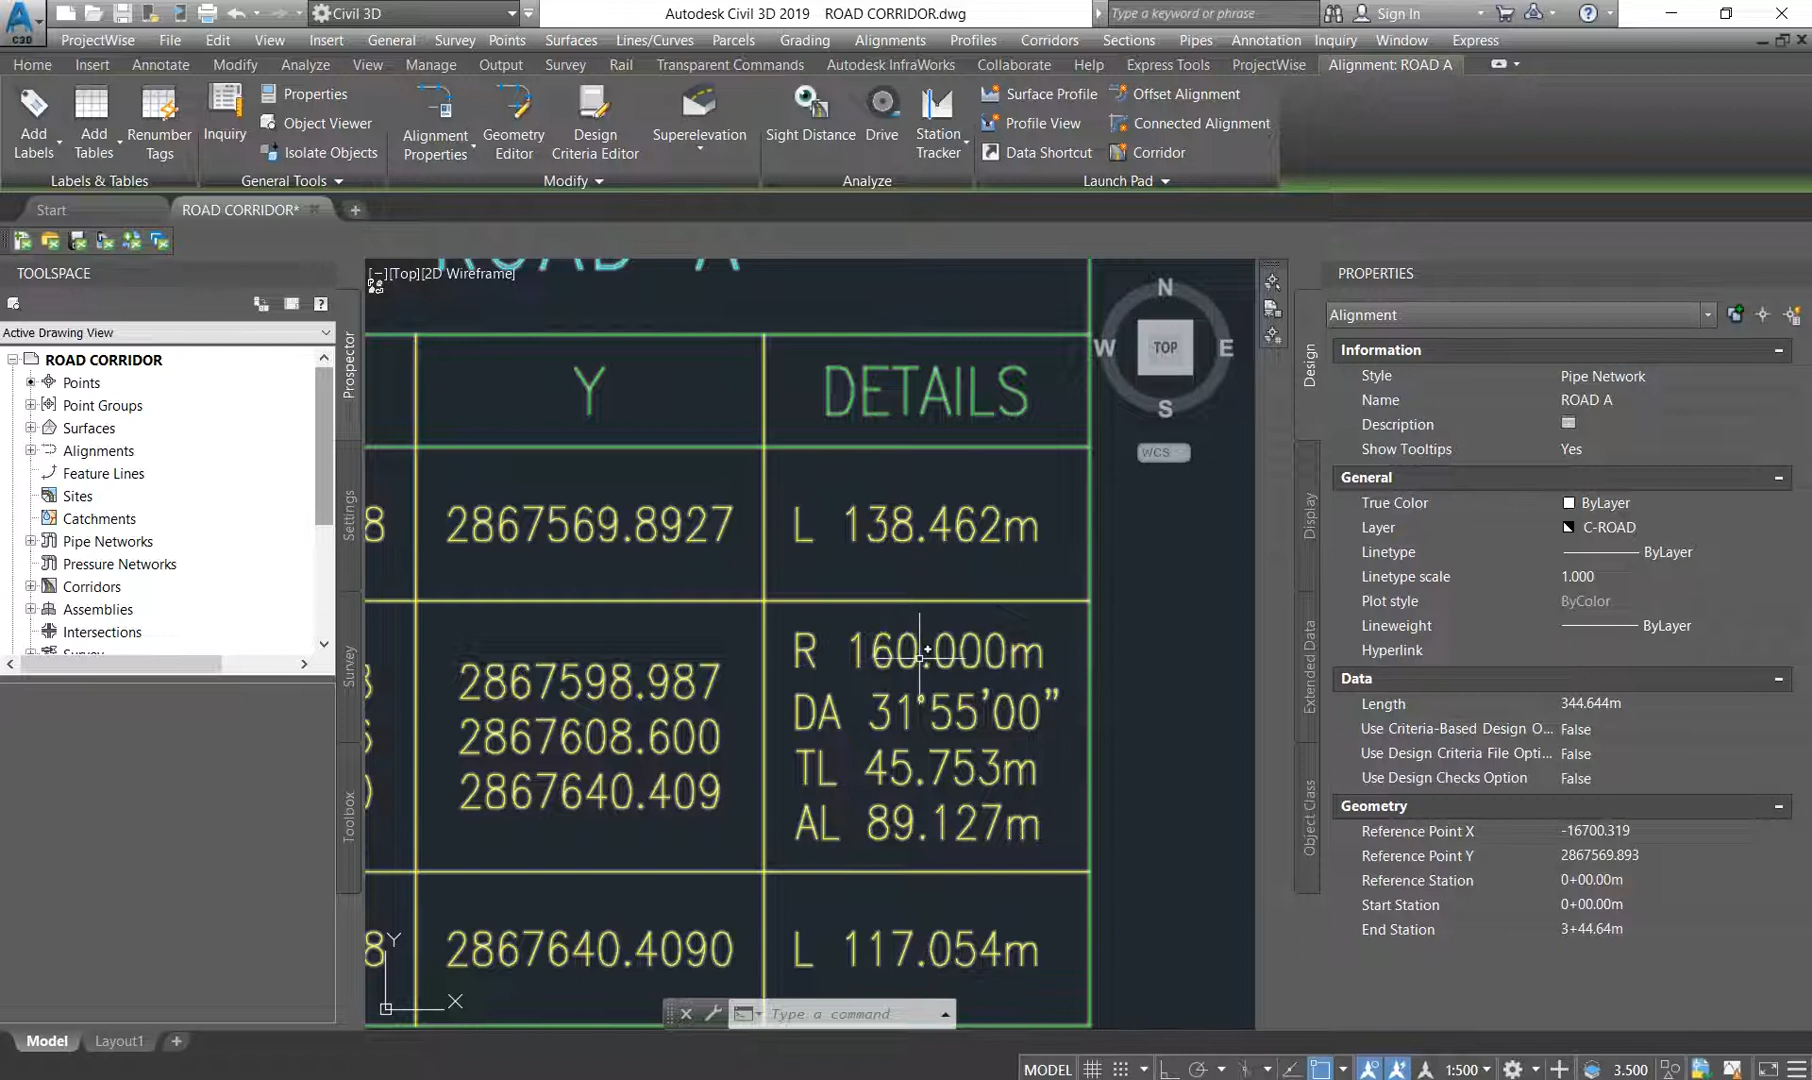 Civil 3D
Autodesk Civil 3D 2019 ROAD CORRIDOR.dwg
Type a keyword or phrase
Sign In
C3D
ProjectWise File Edit View Insert General Survey Points Surfaces Lines/Curves Parcels Grading Alignments Profiles Corridors Sections Pipes Annotation Inquiry Window Express
Home Insert Annotate Modify Analyze View Manage Output Survey Rail Transparent Commands Autodesk InfraWorks Collaborate Help Express Tools ProjectWise Alignment: ROAD A
Add Labels
Add Tables
Renumber Tags
Labels & Tables
Inquiry
Properties
Object Viewer
Isolate Objects
General Tools
Alignment Properties
Geometry Editor
Design Criteria Editor
Superelevation
Modify
Sight Distance
Drive
Station Tracker
Analyze
Surface Profile
Profile View
Data Shortcut
Offset Alignment
Connected Alignment
Corridor
Launch Pad
Start
ROAD CORRIDOR*
TOOLSPACE
Active Drawing View
ROAD CORRIDOR
Points
Point Groups
Surfaces
Alignments
Feature Lines
Sites
Catchments
Pipe Networks
Pressure Networks
Corridors
Assemblies
Intersections
Survey
Prospector
Settings
Survey
Toolbox
[−][Top][2D Wireframe]
ROAD A
Y DETAILS
8 2867569.8927 L 138.462m
2867598.987
2867608.600
2867640.409
R 160.000m
DA 31°55'00"
TL 45.753m
AL 89.127m
8 2867640.4090 L 117.054m
Y
X
N
W TOP E
S
WCS
Type a command
Design
Display
Extended Data
Object Class
PROPERTIES
Alignment
Information
Style Pipe Network
Name ROAD A
Description
Show Tooltips Yes
General
True Color ByLayer
Layer C-ROAD
Linetype ByLayer
Linetype scale 1.000
Plot style ByColor
Lineweight ByLayer
Hyperlink
Data
Length 344.644m
Use Criteria-Based Design O... False
Use Design Criteria File Opti... False
Use Design Checks Option False
Geometry
Reference Point X -16700.319
Reference Point Y 2867569.893
Reference Station 0+00.00m
Start Station 0+00.00m
End Station 3+44.64m
Model Layout1
MODEL 1:500 3.500